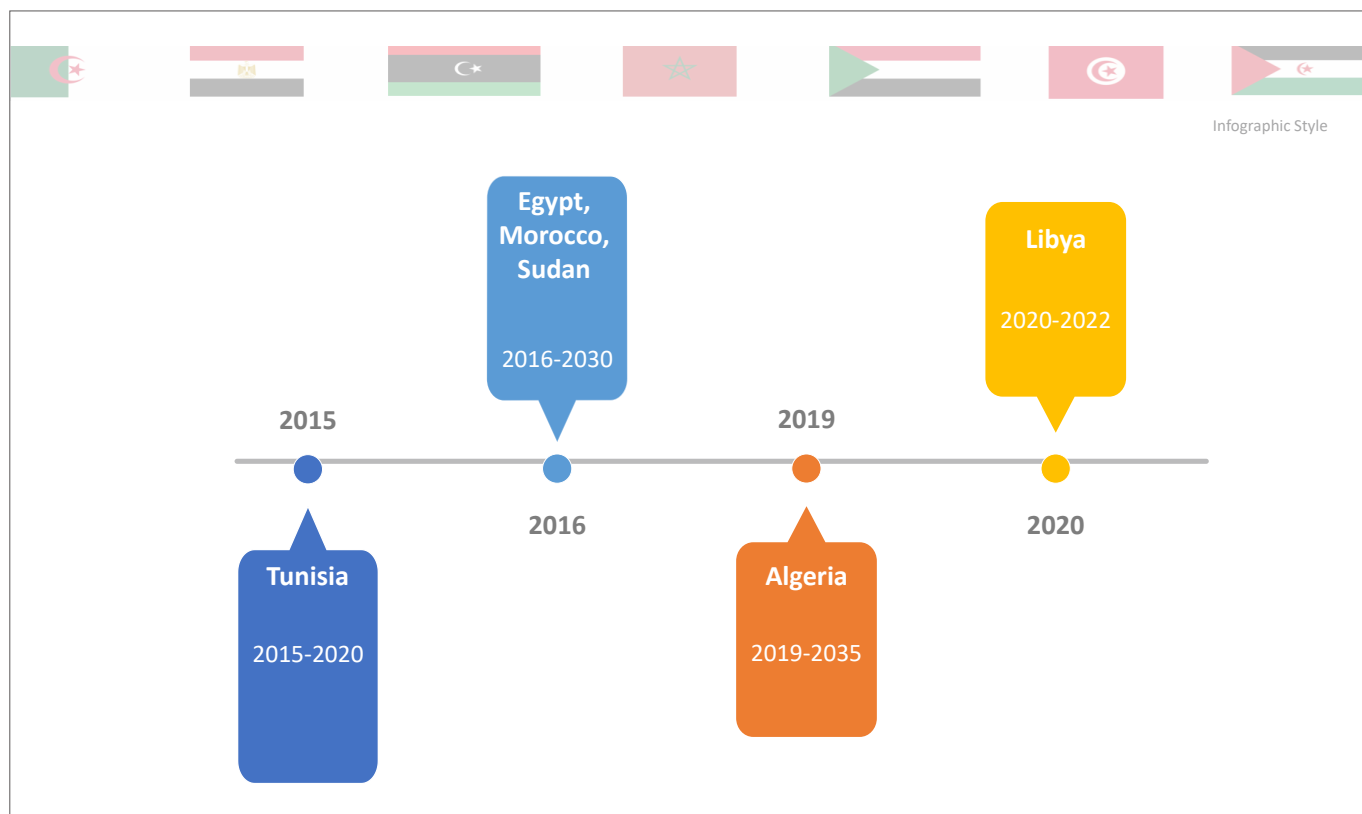 Infographic Style
Egypt,
Morocco,
Sudan
2016-2030
Libya
2020-2022
2015
2019
2016
2020
Tunisia
2015-2020
Algeria
2019-2035